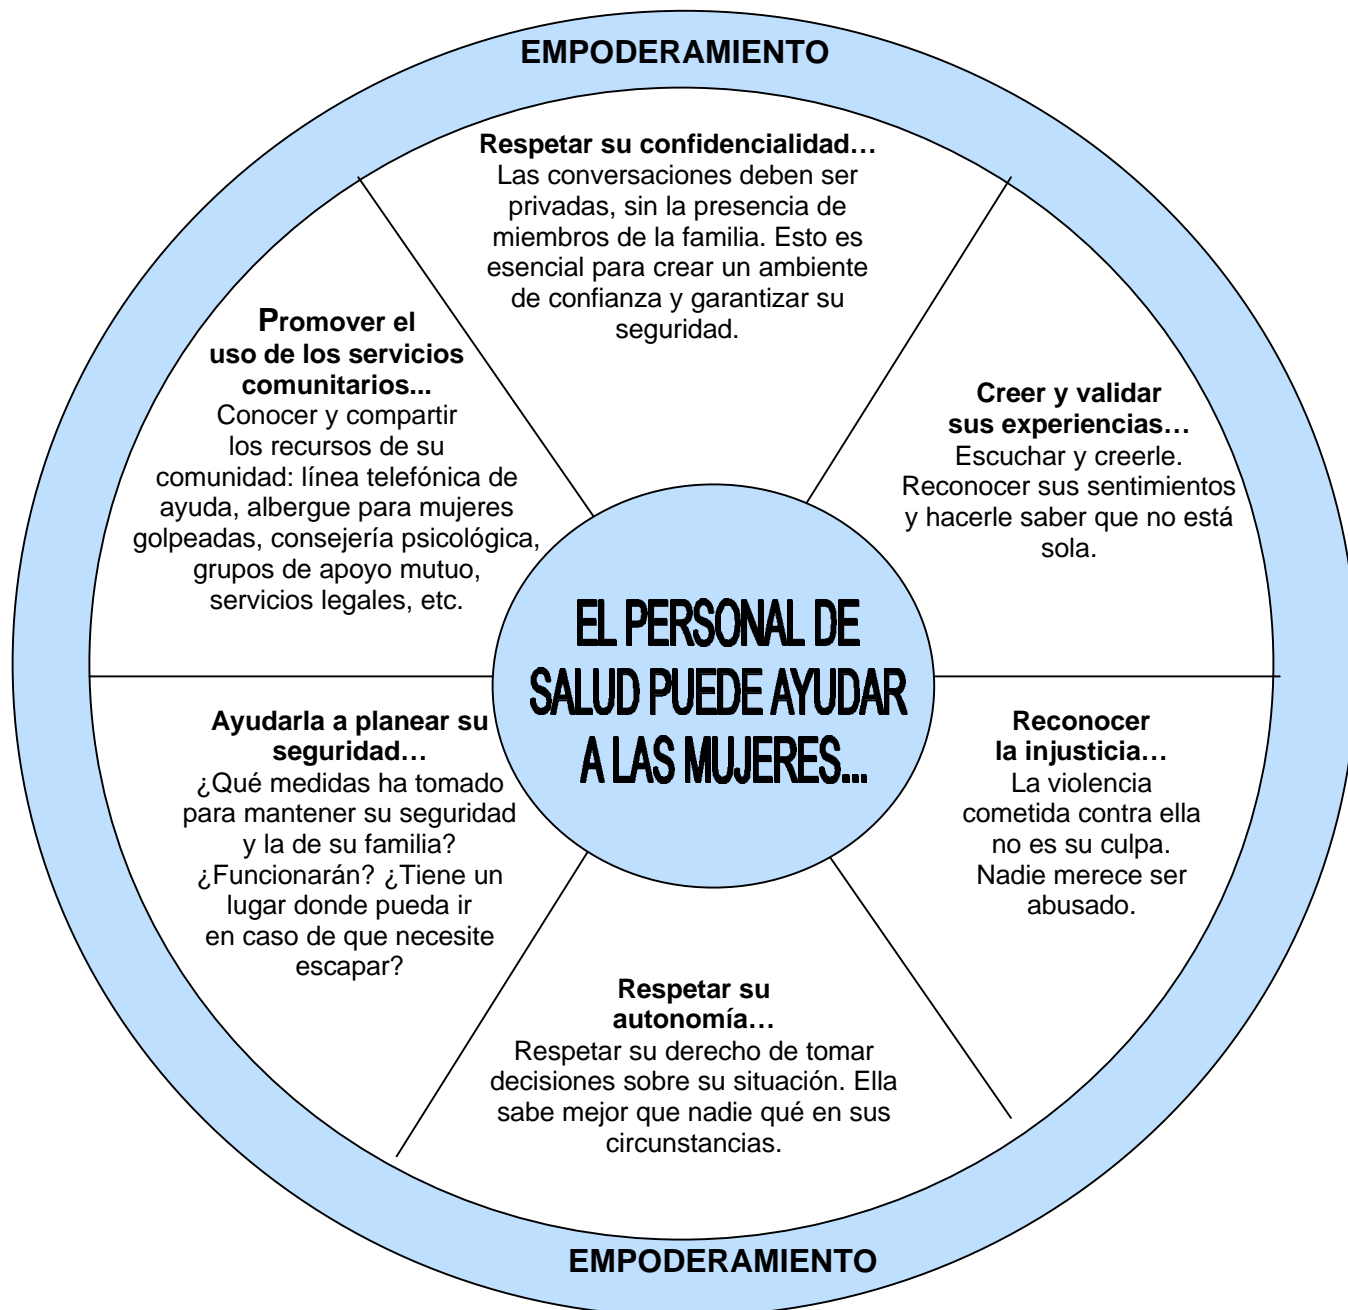 EMPODERAMIENTO
Respetar su confidencialidad…
Las conversaciones deben ser
privadas, sin la presencia de
miembros de la familia. Esto es
esencial para crear un ambiente
de confianza y garantizar su
seguridad.
Creer y validar
sus experiencias…
Escuchar y creerle.
Reconocer sus sentimientos
y hacerle saber que no está
sola.
Reconocer
la injusticia…
La violencia
cometida contra ella
no es su culpa.
Nadie merece ser
abusado.
Respetar su
autonomía…
Respetar su derecho de tomar
decisiones sobre su situación. Ella
sabe mejor que nadie qué en sus
circunstancias.
Ayudarla a planear su
seguridad…
¿Qué medidas ha tomado
para mantener su seguridad
y la de su familia?
¿Funcionarán? ¿Tiene un
lugar donde pueda ir
en caso de que necesite
escapar?
Promover el
uso de los servicios
comunitarios...
Conocer y compartir
los recursos de su
comunidad: línea telefónica de
ayuda, albergue para mujeres
golpeadas, consejería psicológica,
grupos de apoyo mutuo,
servicios legales, etc.
EL PERSONAL DE
SALUD PUEDE AYUDAR
A LAS MUJERES...
EMPODERAMIENTO